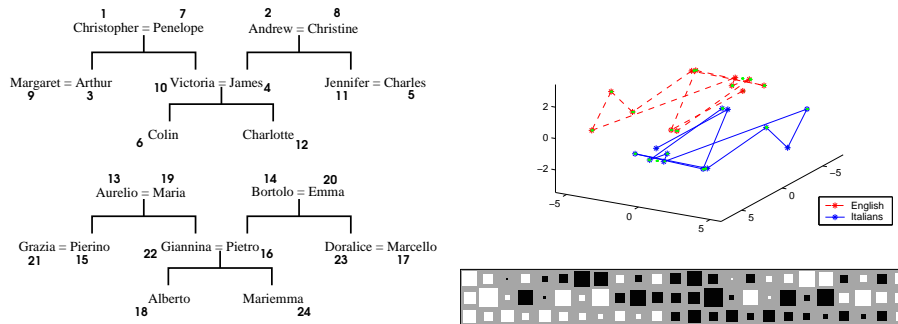 1 7 2 8
Christopher = Penelope Andrew = Christine
Margaret = Arthur Victoria = James Jennifer = Charles
9 3 10 4 11 5
Colin Charlotte
6 12
13 19 14 20
Aurelio = Maria Bortolo = Emma
Grazia = Pierino Giannina = Pietro Doralice = Marcello
21 15 22 16 23 17
Alberto Mariemma
18 24
2
0
−2
−5
0
5
−5
0
5
English
Italians